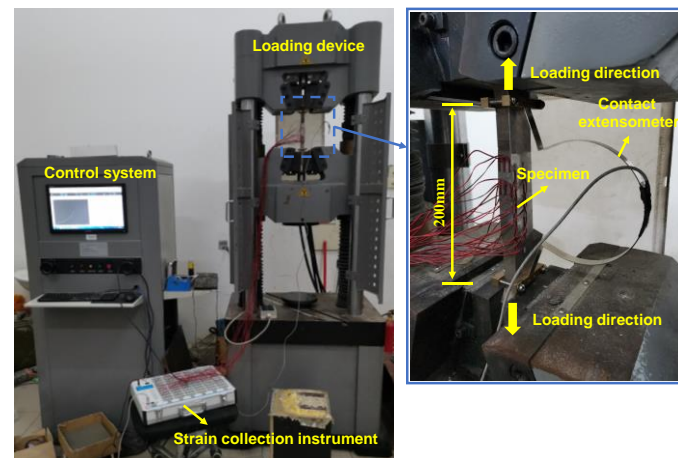 Loading device
Control system
Strain collection instrument
Loading direction
Contact
extensometer
Specimen
200mm
Loading direction